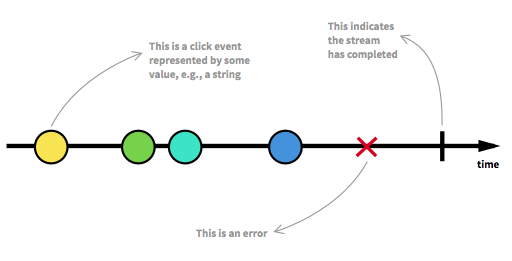 This is a click event
represented by some
value, e.g., a string
This indicates
the stream
has completed
time
This is an error